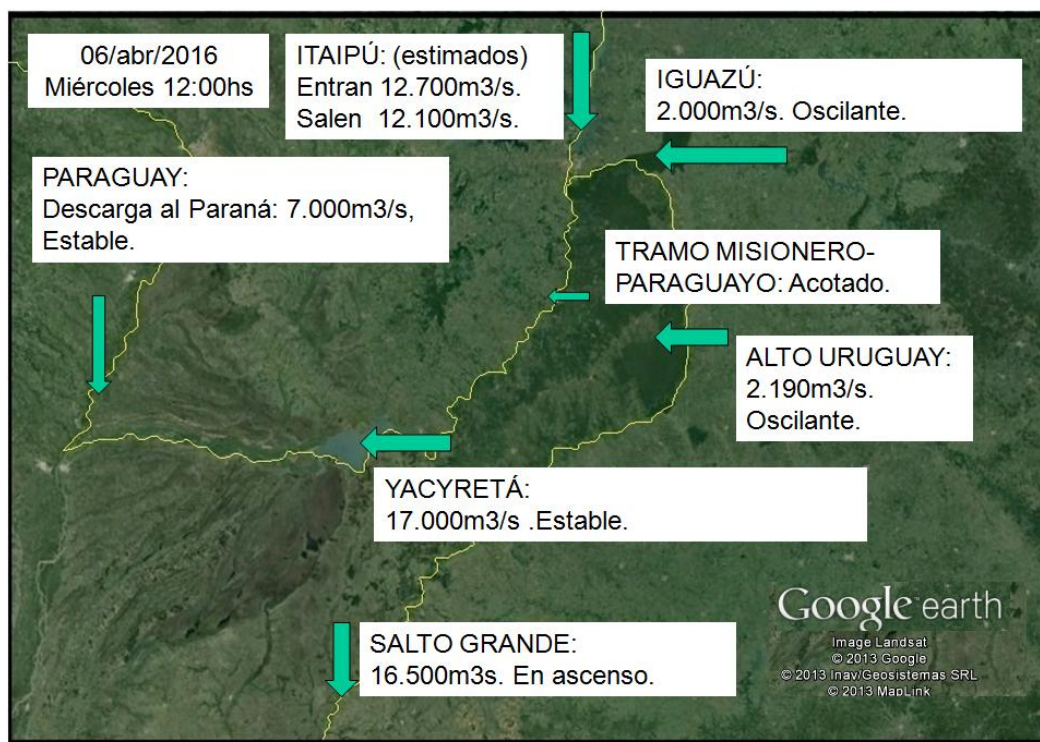 06/abr/2016
Miércoles 12:00hs
ITAIPÚ: (estimados)
Entran 12.700m3/s.
Salen 12.100m3/s.
IGUAZÚ:
2.000m3/s. Oscilante.
PARAGUAY:
Descarga al Paraná: 7.000m3/s,
Estable.
TRAMO MISIONERO-
PARAGUAYO: Acotado.
ALTO URUGUAY:
2.190m3/s.
Oscilante.
YACYRETÁ:
17.000m3/s .Estable.
SALTO GRANDE:
16.500m3s. En ascenso.
Google earth
Image Landsat
© 2013 Google
© 2013 Inav/Geosistemas SRL
© 2013 MapLink